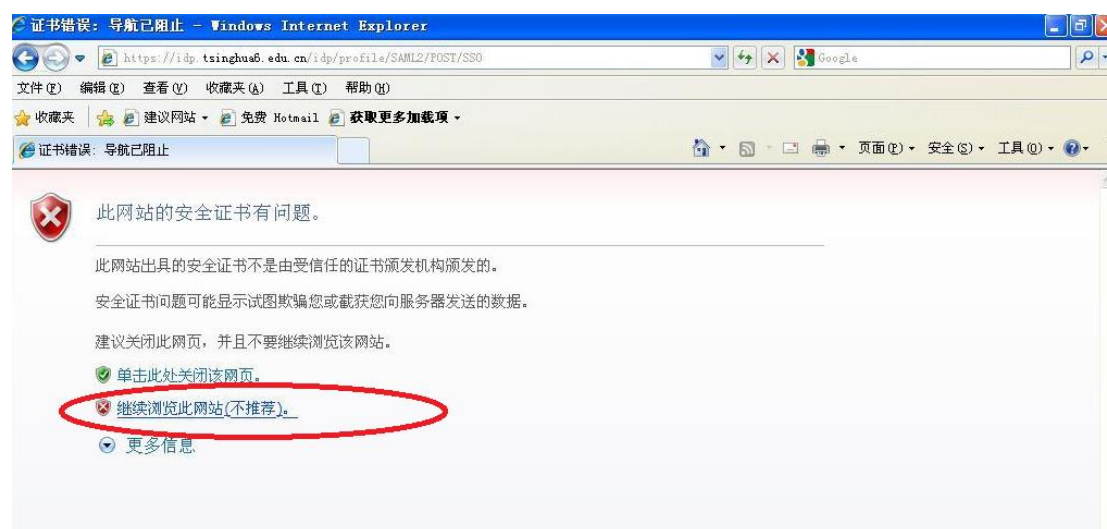 证书错误: 导航已阻止 - Windows Internet Explorer
https://idp.tsinghua6.edu.cn/idp/profile/SAML2/POST/SSO
Google
文件(F) 编辑(E) 查看(V) 收藏夹(A) 工具(T) 帮助(H)
收藏夹 建议网站 免费 Hotmail 获取更多加载项
证书错误: 导航已阻止
页面(P) 安全(S) 工具(O)
此网站的安全证书有问题。
此网站出具的安全证书不是由受信任的证书颁发机构颁发的。
安全证书问题可能显示试图欺骗您或截获您向服务器发送的数据。
建议关闭此网页，并且不要继续浏览该网站。
单击此处关闭该网页。
继续浏览此网站(不推荐)。
更多信息